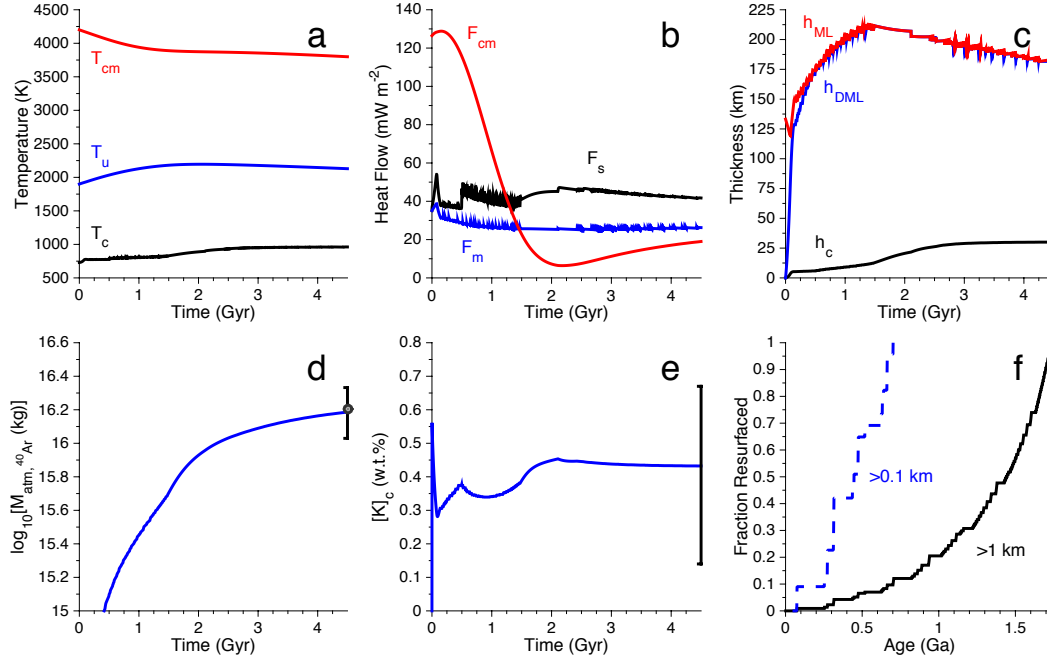 a
4500
4000
3500
3000
2500
2000
1500
1000
500
Temperature (K)
T_cm
T_u
T_c
0 1 2 3 4
Time (Gyr)
b
140
120
100
80
60
40
20
0
Heat Flow (mW m⁻²)
F_cm
F_s
F_m
0 1 2 3 4
Time (Gyr)
c
225
200
175
150
125
100
75
50
25
0
Thickness (km)
h_ML
h_DML
h_c
0 1 2 3 4
Time (Gyr)
d
16.6
16.4
16.2
16
15.8
15.6
15.4
15.2
15
log₁₀[M_atm, ⁴⁰Ar (kg)]
0 1 2 3 4
Time (Gyr)
e
0.8
0.7
0.6
0.5
0.4
0.3
0.2
0.1
0
[K]_c (w.t.%)
0 1 2 3 4
Time (Gyr)
f
1
0.9
0.8
0.7
0.6
0.5
0.4
0.3
0.2
0.1
0
Fraction Resurfaced
>0.1 km
>1 km
0 0.5 1 1.5
Age (Ga)